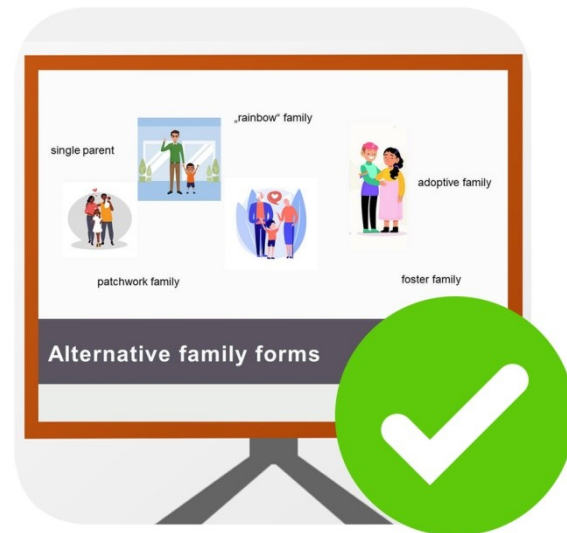 „rainbow“ family
single parent
adoptive family
patchwork family
foster family
Alternative family forms